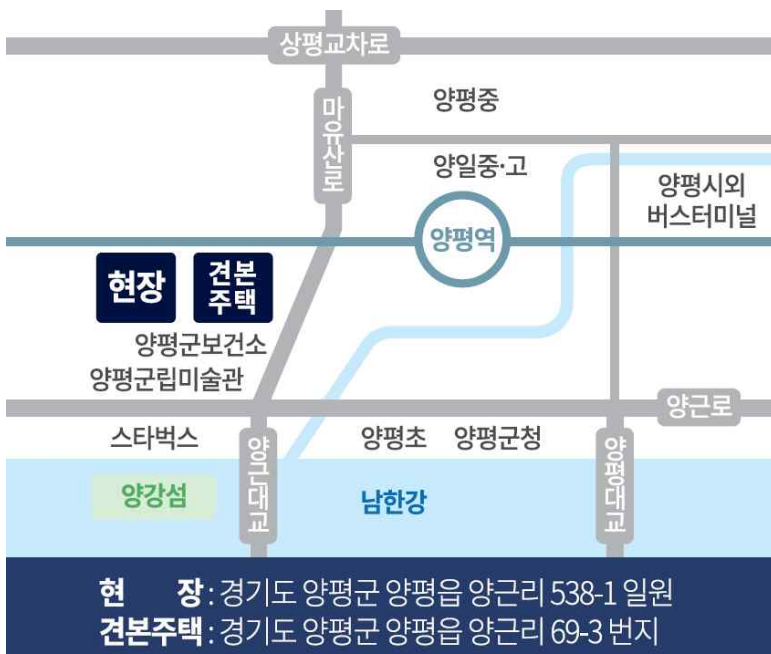 상평교차로
마유산로
양평중
양일중·고
양평시외
버스터미널
양평역
현장
견본
주택
양평군보건소
양평군립미술관
양근로
스타벅스
양근대교
양평초
양평군청
양평대교
양강섬
남한강
현 장 : 경기도 양평군 양평읍 양근리 538-1 일원
견본주택 : 경기도 양평군 양평읍 양근리 69-3 번지